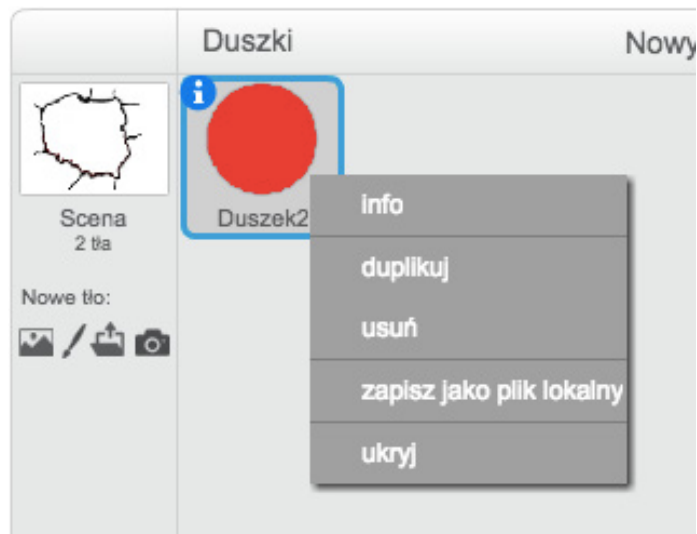 Duszki
Nowy
Scena
2 tła
Nowe tło:
Duszek2
info
duplikuj
usuń
zapisz jako plik lokalny
ukryj